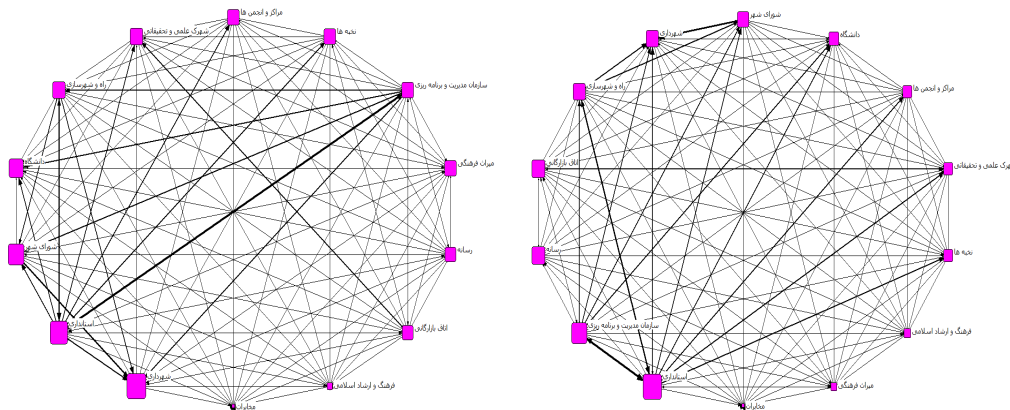 مراکز و انجمن ها
شهرک علمی و تحقیقاتی
نخبه ها
راه و شهرسازی
سازمان مدیریت و برنامه ریزی
دانشگاه
میراث فرهنگی
شورای شهر
رسانه
استانداری
اتاق بازرگانی
شهرداری
فرهنگ و ارشاد اسلامی
مخابرات
شورای شهر
شهرداری
دانشگاه
راه و شهرسازی
مراکز و انجمن ها
اتاق بازرگانی
هرک علمی و تحقیقاتی
رسانه
نخبه ها
سازمان مدیریت و برنامه ریزی
فرهنگ و ارشاد اسلامی
استانداری
میراث فرهنگی
مخابرات